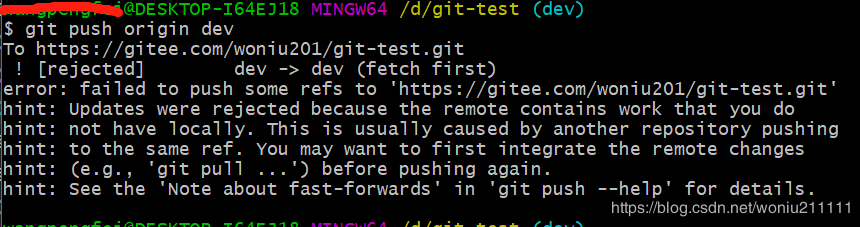 @DESKTOP-I64EJ18 MINGW64 /d/git-test (dev)
$ git push origin dev
To https://gitee.com/woniu201/git-test.git
 ! [rejected]        dev -> dev (fetch first)
error: failed to push some refs to 'https://gitee.com/woniu201/git-test.git'
hint: Updates were rejected because the remote contains work that you do
hint: not have locally. This is usually caused by another repository pushing
hint: to the same ref. You may want to first integrate the remote changes
hint: (e.g., 'git pull ...') before pushing again.
hint: See the 'Note about fast-forwards' in 'git push --help' for details.
https://blog.csdn.net/woniu211111
@DESKTOP-I64EJ18 MINGW64 /d/git-test (dev)